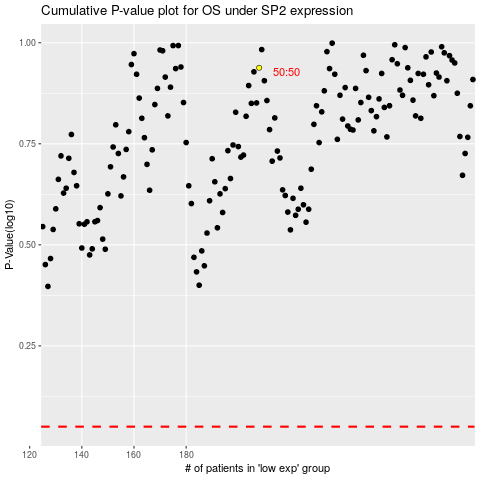 Cumulative P-value plot for OS under SP2 expression
1.00
50:50
0.75
P-Value(log10)
0.50
0.25
120 140 160 180
# of patients in 'low exp' group